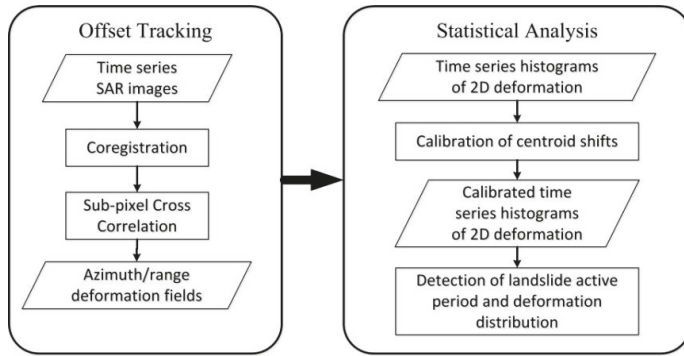 Offset Tracking
Time series
SAR images
Coregistration
Sub-pixel Cross
Correlation
Azimuth/range
deformation fields
Statistical Analysis
Time series histograms
of 2D deformation
Calibration of centroid shifts
Calibrated time
series histograms
of 2D deformation
Detection of landslide active
period and deformation
distribution